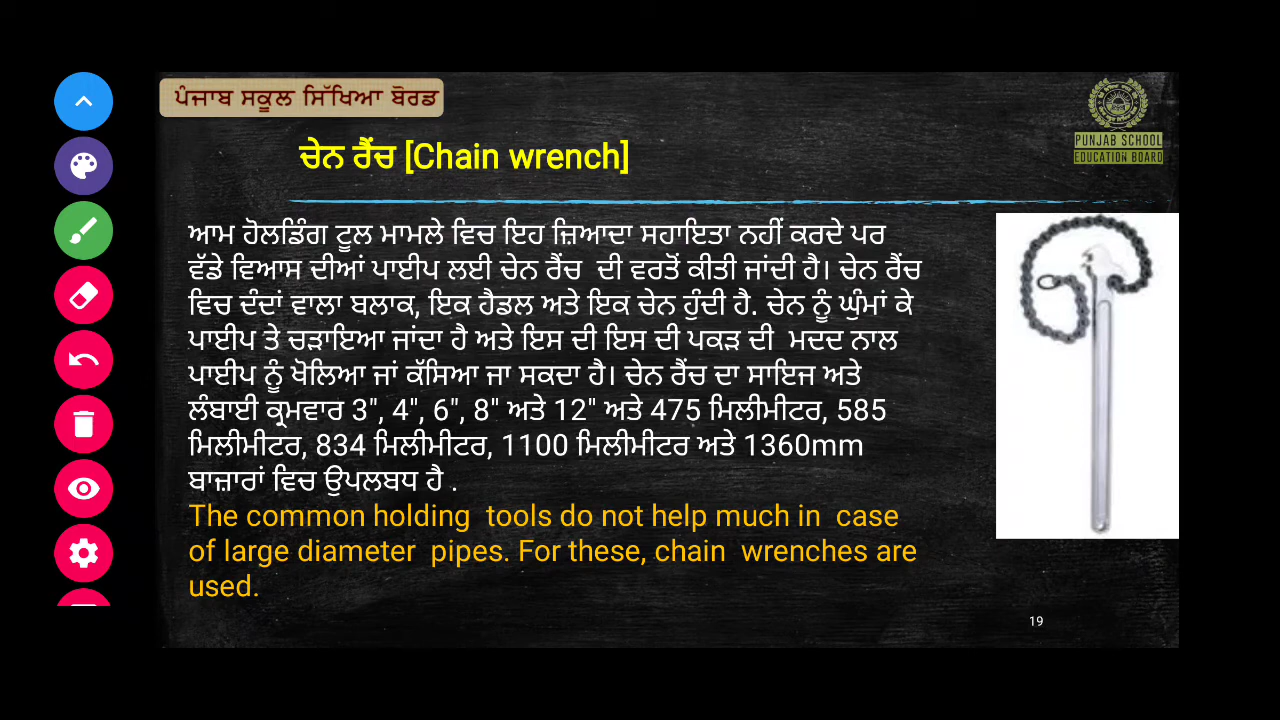 ਪੰਜਾਬ ਸਕੂਲ ਸਿੱਖਿਆ ਬੋਰਡ
PUNJAB SCHOOL
EDUCATION BOARD
ਚੇਨ ਰੈਂਚ [Chain wrench]
ਆਮ ਹੋਲਡਿੰਗ ਟੂਲ ਮਾਮਲੇ ਵਿਚ ਇਹ ਜ਼ਿਆਦਾ ਸਹਾਇਤਾ ਨਹੀਂ ਕਰਦੇ ਪਰ
ਵੱਡੇ ਵਿਆਸ ਦੀਆਂ ਪਾਈਪ ਲਈ ਚੇਨ ਰੈਂਚ ਦੀ ਵਰਤੋਂ ਕੀਤੀ ਜਾਂਦੀ ਹੈ। ਚੇਨ ਰੈਂਚ
ਵਿਚ ਦੰਦਾਂ ਵਾਲਾ ਬਲਾਕ, ਇਕ ਹੈਡਲ ਅਤੇ ਇਕ ਚੇਨ ਹੁੰਦੀ ਹੈ. ਚੇਨ ਨੂੰ ਘੁੰਮਾਂ ਕੇ
ਪਾਈਪ ਤੇ ਚੜਾਇਆ ਜਾਂਦਾ ਹੈ ਅਤੇ ਇਸ ਦੀ ਇਸ ਦੀ ਪਕੜ ਦੀ ਮਦਦ ਨਾਲ
ਪਾਈਪ ਨੂੰ ਖੋਲਿਆ ਜਾਂ ਕੱਸਿਆ ਜਾ ਸਕਦਾ ਹੈ। ਚੇਨ ਰੈਂਚ ਦਾ ਸਾਇਜ ਅਤੇ
ਲੰਬਾਈ ਕ੍ਰਮਵਾਰ 3", 4", 6", 8" ਅਤੇ 12" ਅਤੇ 475 ਮਿਲੀਮੀਟਰ, 585
ਮਿਲੀਮੀਟਰ, 834 ਮਿਲੀਮੀਟਰ, 1100 ਮਿਲੀਮੀਟਰ ਅਤੇ 1360mm
ਬਾਜ਼ਾਰਾਂ ਵਿਚ ਉਪਲਬਧ ਹੈ .
The common holding tools do not help much in case
of large diameter pipes. For these, chain wrenches are
used.
19